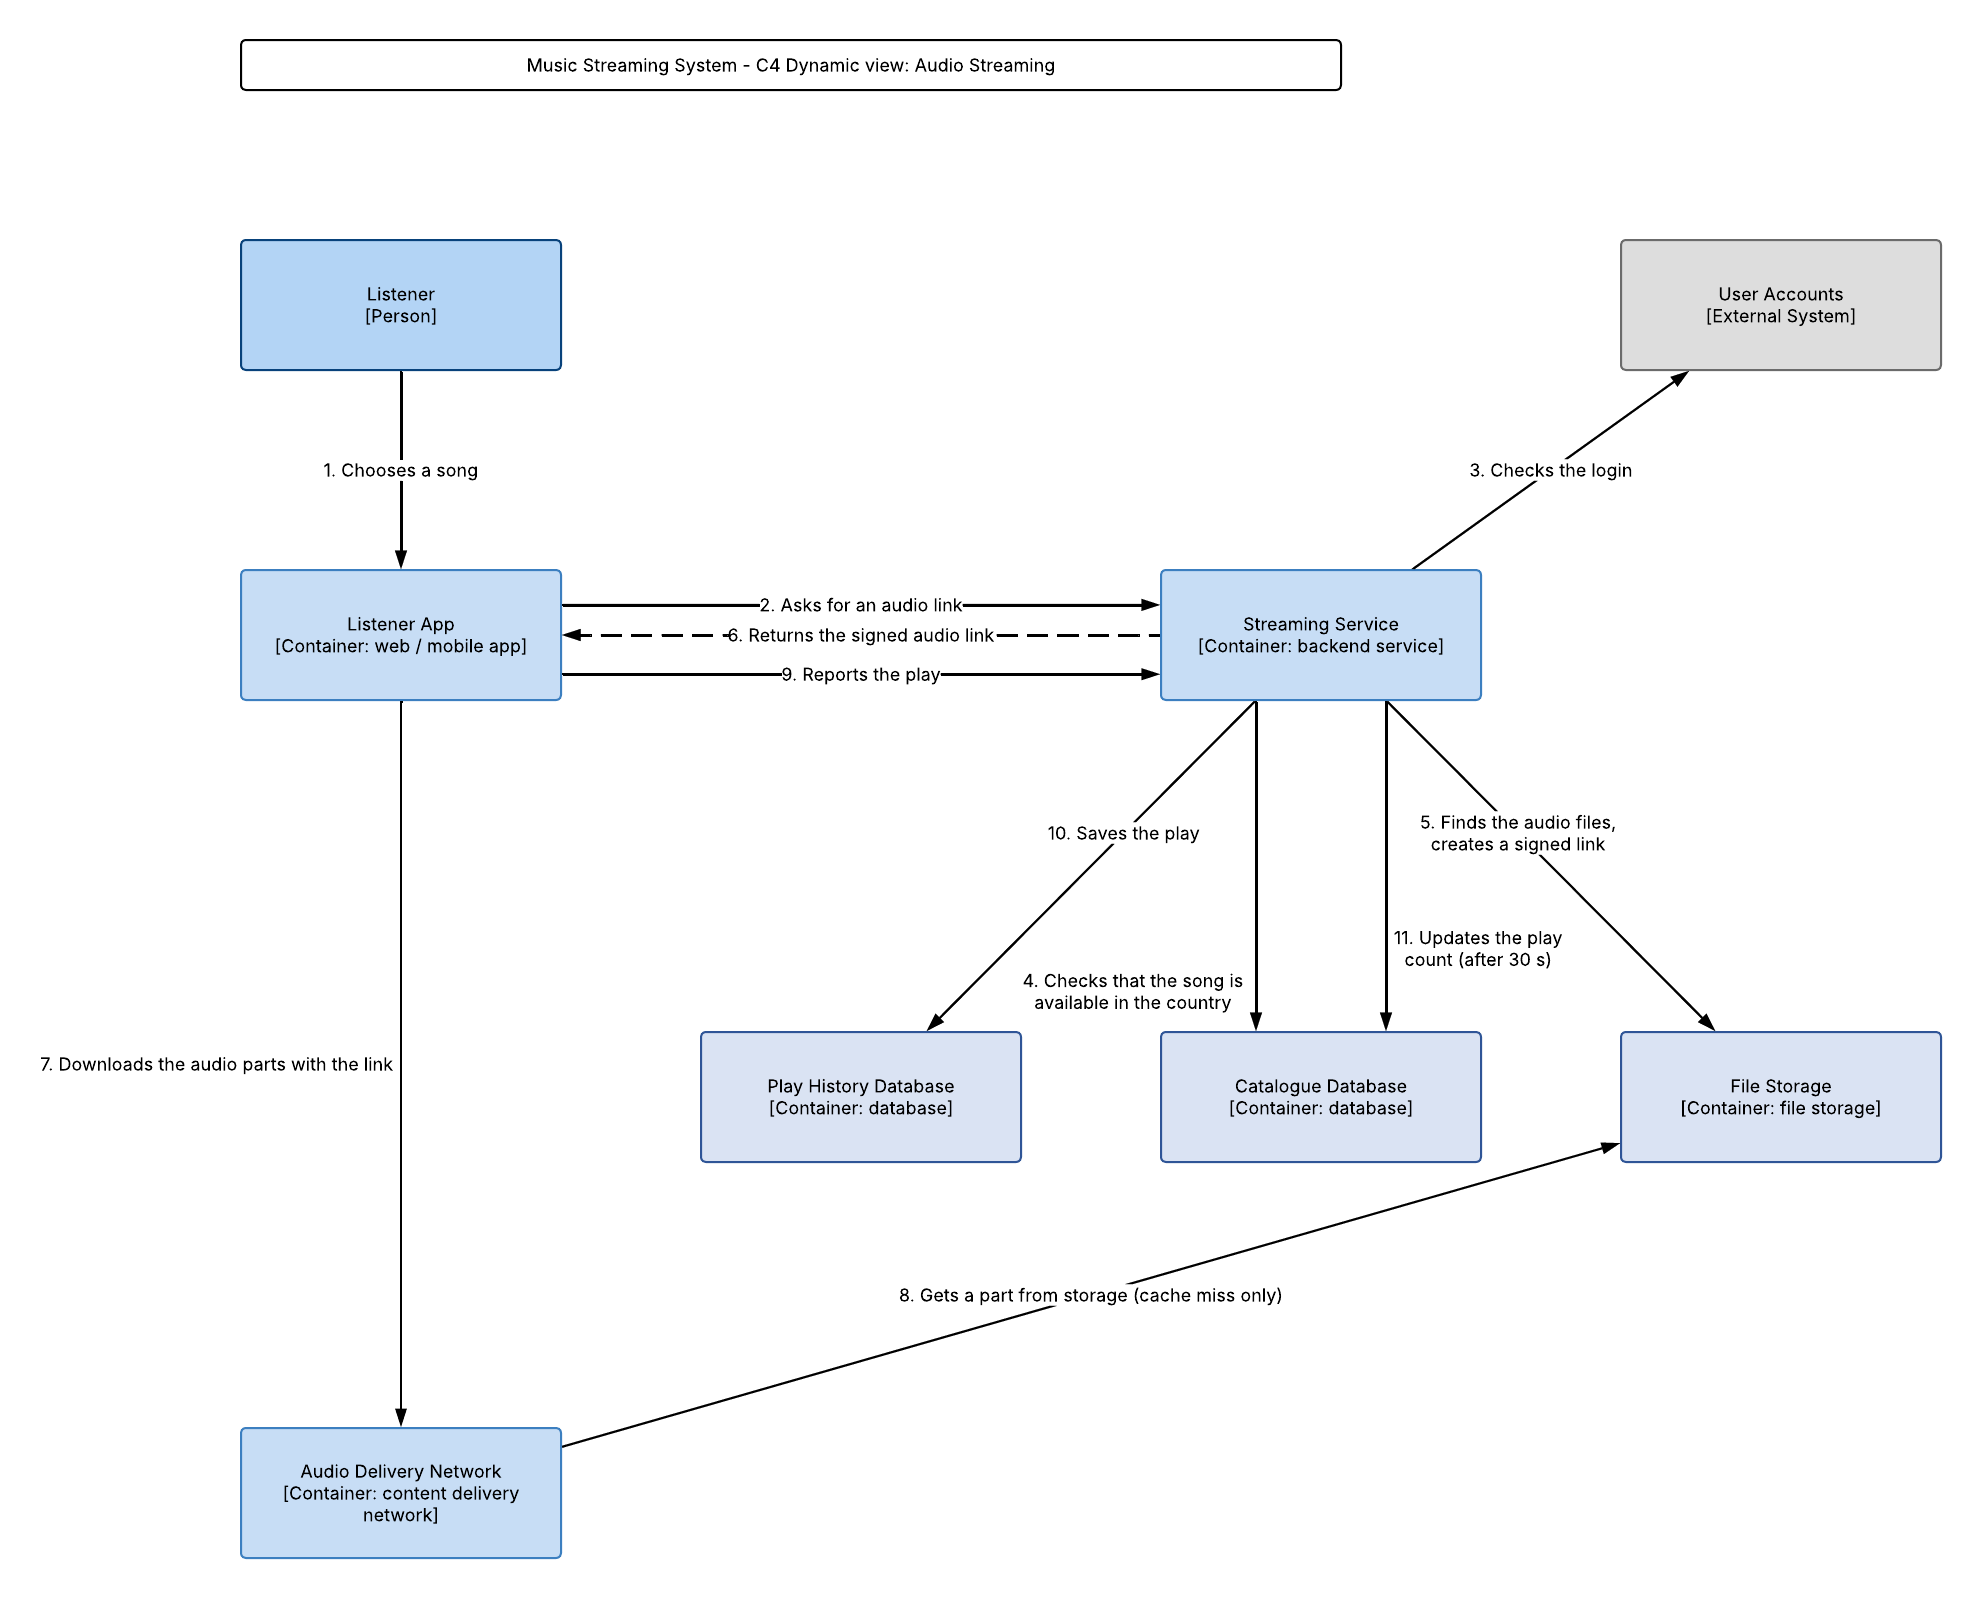 Music Streaming System - C4 Dynamic view: Audio Streaming
Listener
[Person]
User Accounts
[External System]
1. Chooses a song
3. Checks the login
Listener App
[Container: web / mobile app]
2. Asks for an audio link
6. Returns the signed audio link
9. Reports the play
Streaming Service
[Container: backend service]
10. Saves the play
5. Finds the audio files,
creates a signed link
11. Updates the play
count (after 30 s)
4. Checks that the song is
available in the country
7. Downloads the audio parts with the link
Play History Database
[Container: database]
Catalogue Database
[Container: database]
File Storage
[Container: file storage]
8. Gets a part from storage (cache miss only)
Audio Delivery Network
[Container: content delivery
network]